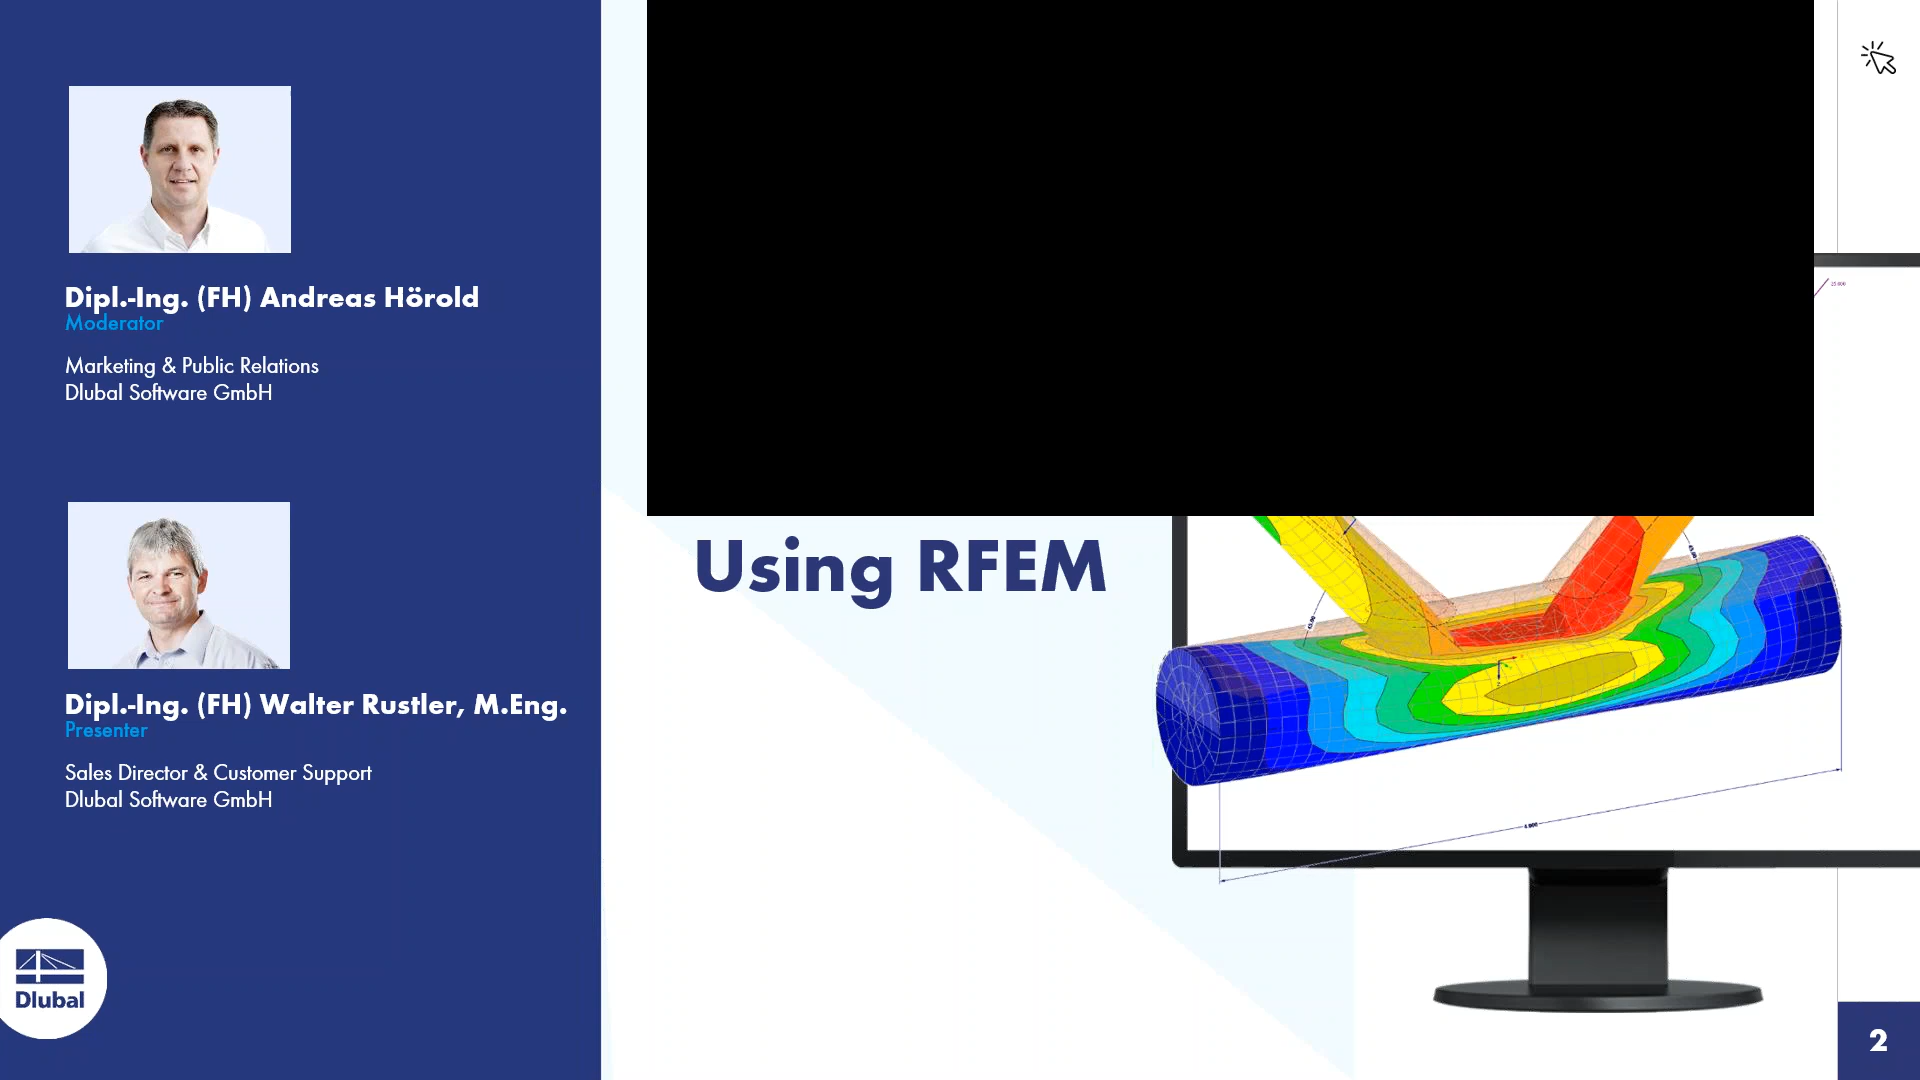 Dipl.-Ing. (FH) Andreas Hörold
Moderator
Marketing & Public Relations
Dlubal Software GmbH
Dipl.-Ing. (FH) Walter Rustler, M.Eng.
Presenter
Sales Director & Customer Support
Dlubal Software GmbH
Dlubal
Using RFEM
2